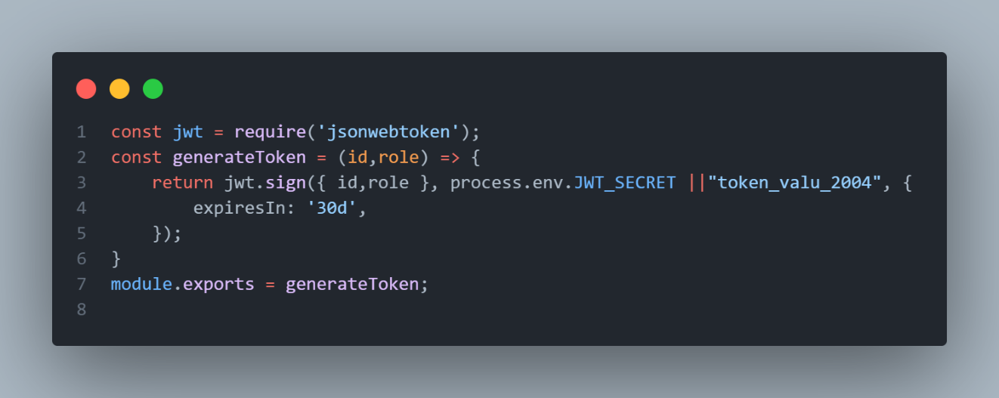 1 const jwt = require('jsonwebtoken');
2 const generateToken = (id,role) => {
3     return jwt.sign({ id,role }, process.env.JWT_SECRET ||"token_valu_2004", {
4         expiresIn: '30d',
5     });
6 }
7 module.exports = generateToken;
8